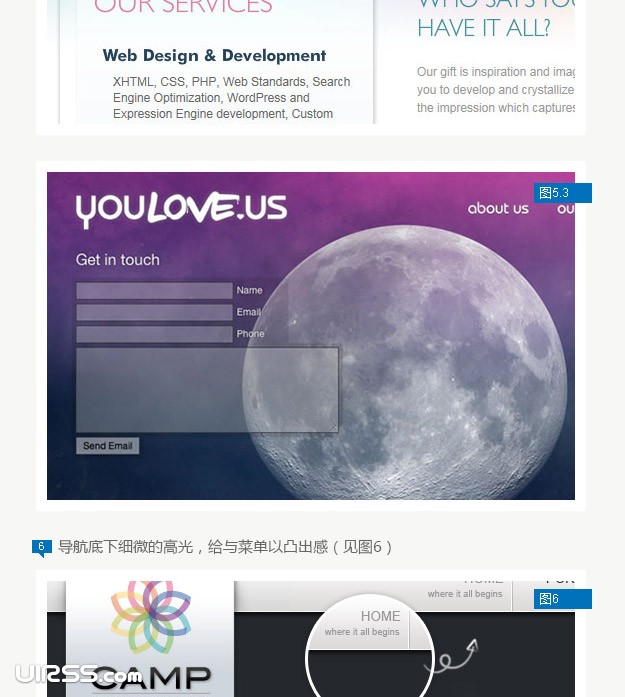 OUR SERVICES
WHO SAYS YOU
HAVE IT ALL?
Web Design & Development
XHTML, CSS, PHP, Web Standards, Search
Engine Optimization, WordPress and
Expression Engine development, Custom
Our gift is inspiration and imag
you to develop and crystallize
the impression which captures
图5.3
YOULOVE.US
about us
ou
Get in touch
Name
Email
Phone
Send Email
6 导航底下细微的高光，给与菜单以凸出感（见图6）
图6
HOME
where it all begins
HOME
where it all begins
CAMP
UIRSS.com